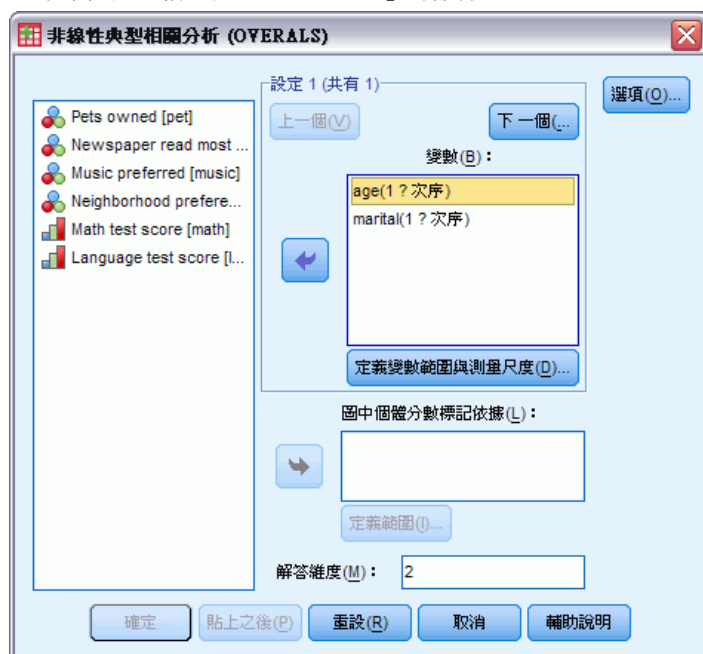 非線性典型相關分析 (OVERALS)
設定 1 (共有 1)
選項(O)...
上一個(V)
下一個(...
Pets owned [pet]
Newspaper read most ...
Music preferred [music]
Neighborhood prefere...
Math test score [math]
Language test score [l...
變數(B):
age(1 ? 次序)
marital(1 ? 次序)
定義變數範圍與測量尺度(D)...
圖中個體分數標記依據(L):
定義範圍(I)...
解答維度(M): 2
確定
貼上之後(P)
重設(R)
取消
輔助說明